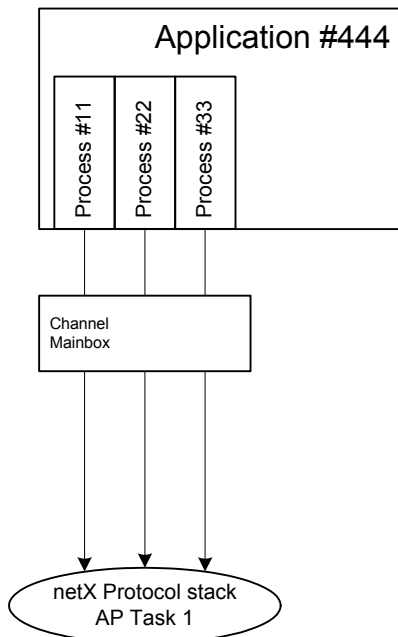 Application #444
Process #11
Process #22
Process #33
Channel
Mainbox
netX Protocol stack
AP Task 1